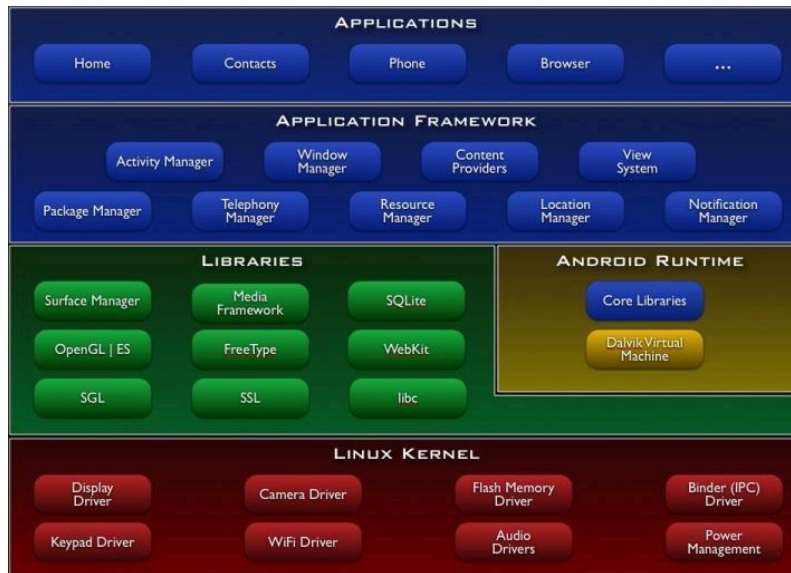 APPLICATIONS
Home
Contacts
Phone
Browser
...
APPLICATION FRAMEWORK
Activity Manager
Window
Manager
Content
Providers
View
System
Package Manager
Telephony
Manager
Resource
Manager
Location
Manager
Notification
Manager
LIBRARIES
Surface Manager
Media
Framework
SQLite
OpenGL | ES
FreeType
WebKit
SGL
SSL
libc
ANDROID RUNTIME
Core Libraries
Dalvik Virtual
Machine
LINUX KERNEL
Display
Driver
Camera Driver
Flash Memory
Driver
Binder (IPC)
Driver
Keypad Driver
WiFi Driver
Audio
Drivers
Power
Management